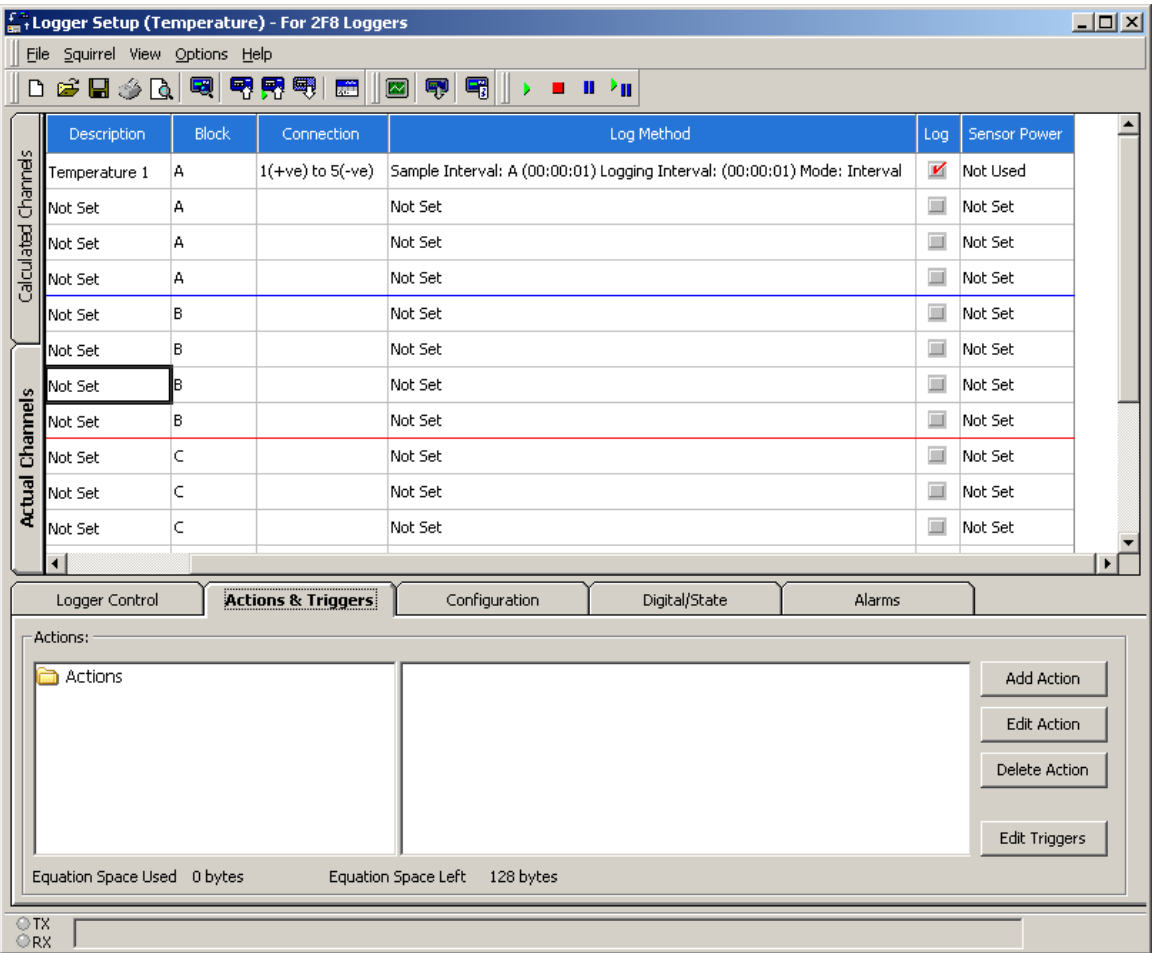 Logger Setup (Temperature) - For 2F8 Loggers
File Squirrel View Options Help
Calculated Channels
Actual Channels
Description Block Connection Log Method Log Sensor Power
Temperature 1 A 1(+ve) to 5(-ve) Sample Interval: A (00:00:01) Logging Interval: (00:00:01) Mode: Interval Not Used
Not Set A Not Set Not Set
Not Set A Not Set Not Set
Not Set A Not Set Not Set
Not Set B Not Set Not Set
Not Set B Not Set Not Set
Not Set B Not Set Not Set
Not Set B Not Set Not Set
Not Set C Not Set Not Set
Not Set C Not Set Not Set
Not Set C Not Set Not Set
Logger Control Actions & Triggers Configuration Digital/State Alarms
Actions:
Actions
Add Action
Edit Action
Delete Action
Edit Triggers
Equation Space Used 0 bytes Equation Space Left 128 bytes
TX
RX